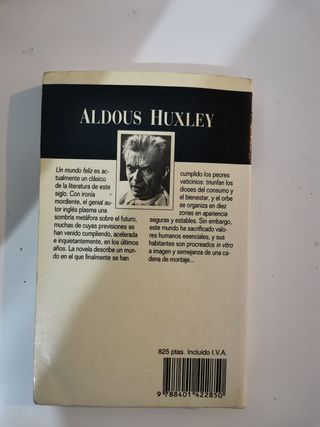 ALDOUS HUXLEY
Un mundo feliz es ac-
tualmente un clásico
de la literatura de este
siglo. Con ironía
mordiente, el genial au-
tor inglés plasma una
sombría metáfora sobre el futuro,
muchas de cuyas previsiones se
han venido cumpliendo, acelerada
e inquietantemente, en los últimos
años. La novela describe un mun-
do en el que finalmente se han
cumplido los peores
vaticinios: triunfan los
dioses del consumo y
el bienestar, y el orbe
se organiza en diez
zonas en apariencia
seguras y estables. Sin embargo,
este mundo ha sacrificado valo-
res humanos esenciales, y sus
habitantes son procreados in vitro
a imagen y semejanza de una ca-
dena de montaje...
825 ptas. Incluido I.V.A.
9 788401 422850